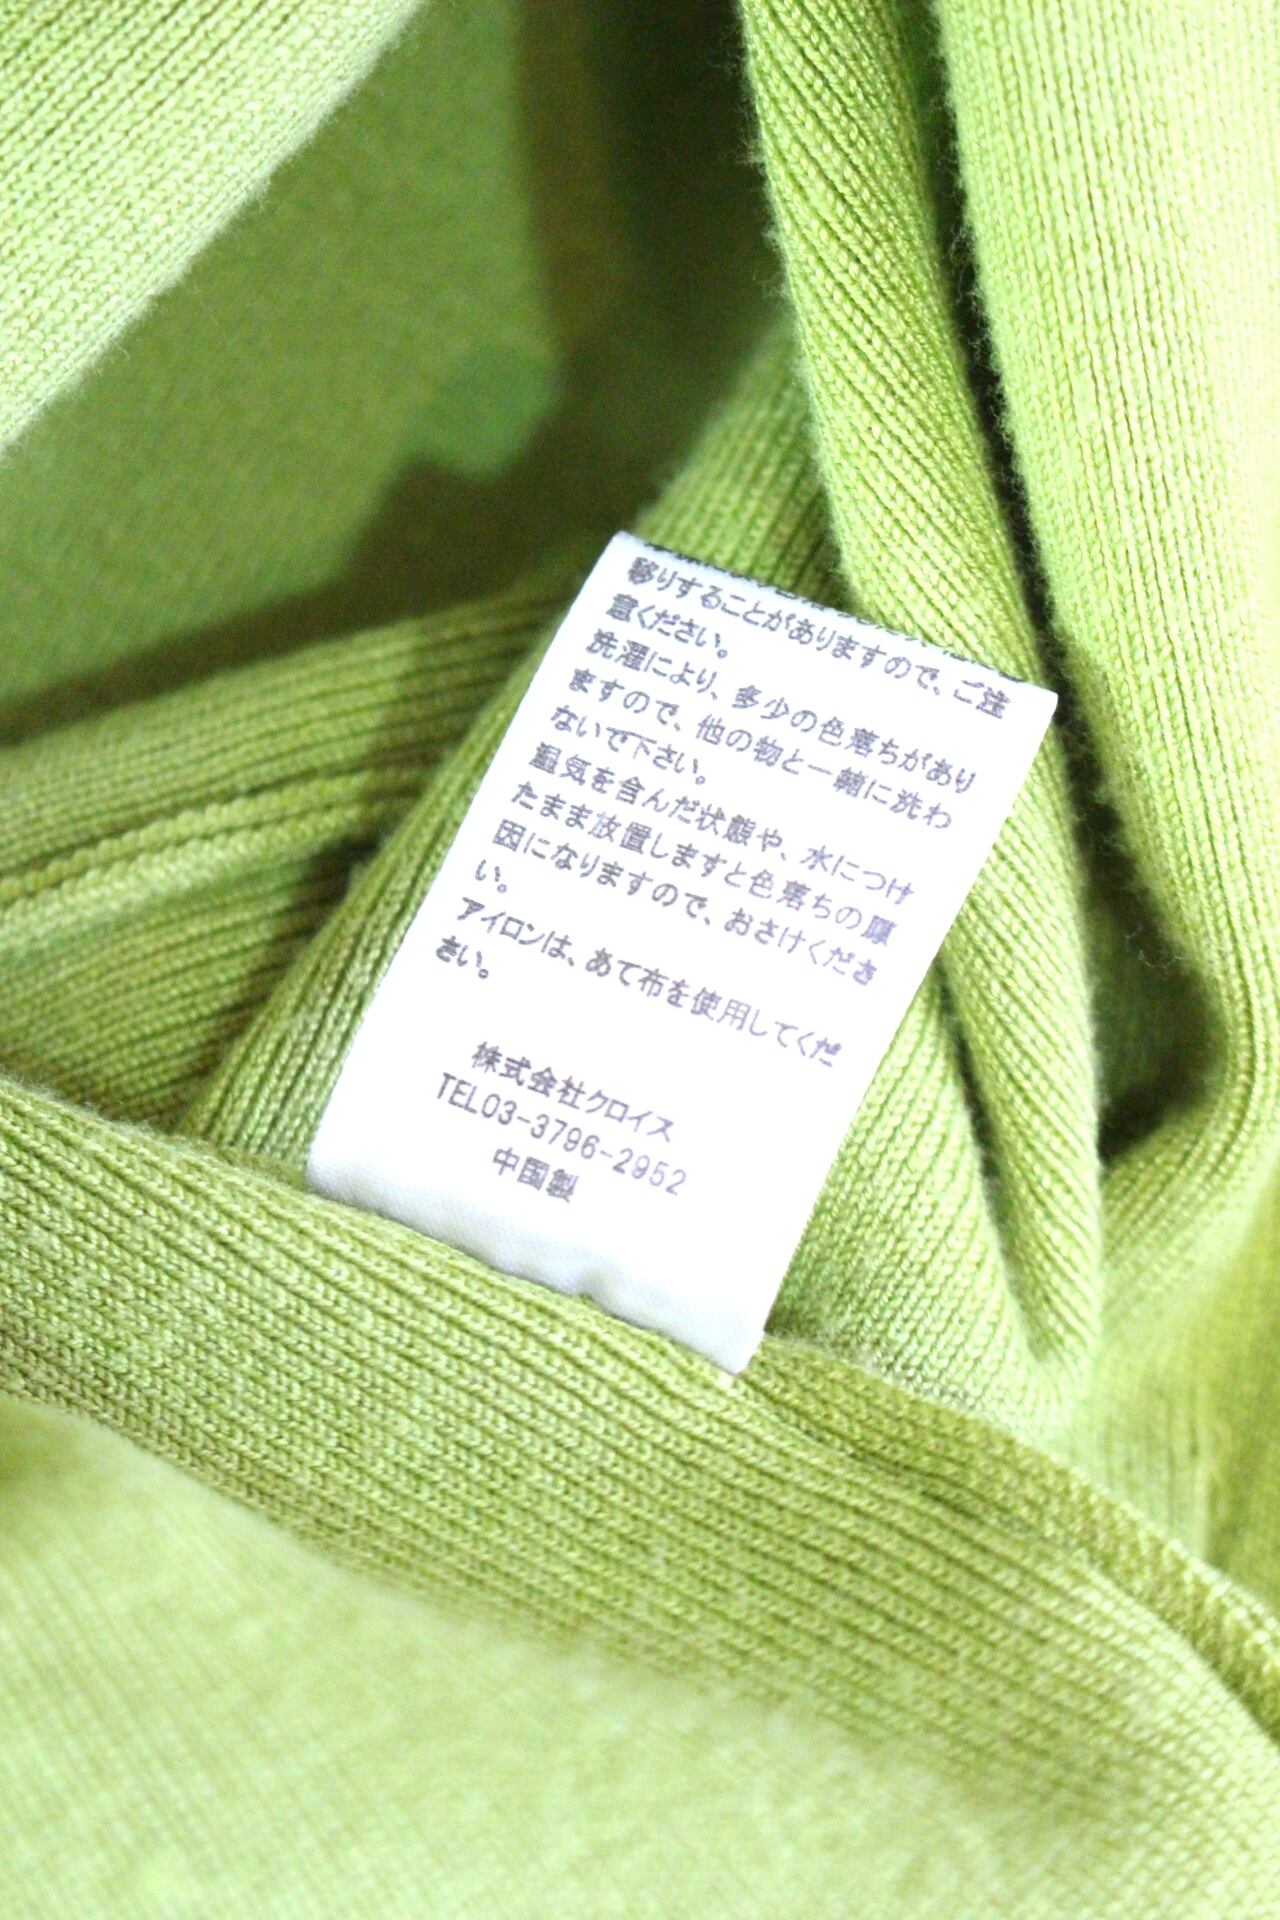 移りすることがありますので、ご注
意ください。
洗濯により、多少の色落ちがあり
ますので、他の物と一緒に洗わ
ないで下さい。
湿気を含んだ状態や、水につけ
たまま放置しますと色落ちの原
因になりますので、おさけくださ
い。
アイロンは、あて布を使用してくだ
さい。
株式会社クロイス
TEL03-3796-2952
中国製